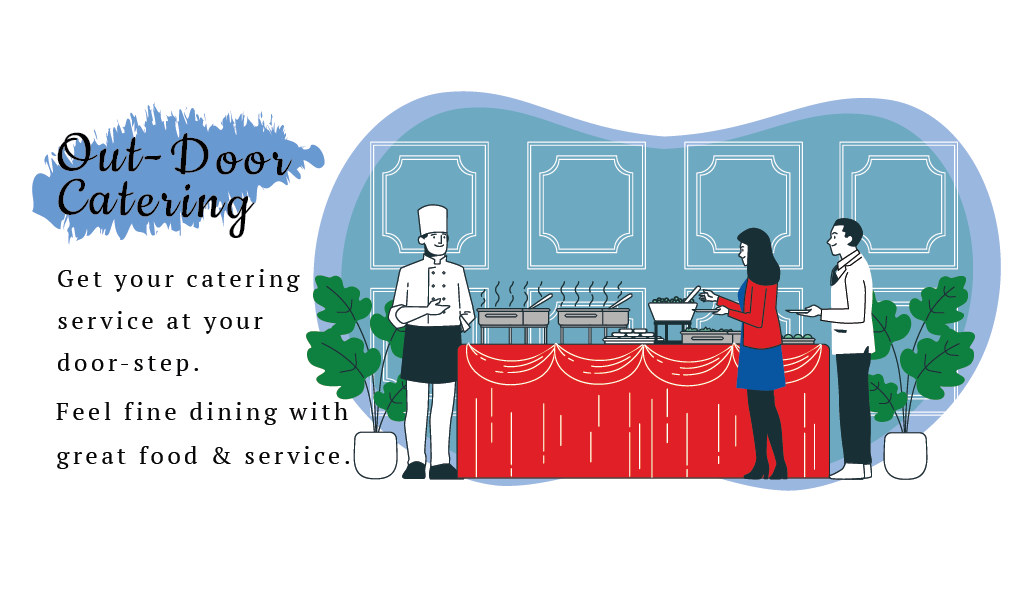 Out-Door
Catering
Get your catering
service at your
door-step.
Feel fine dining with
great food & service.